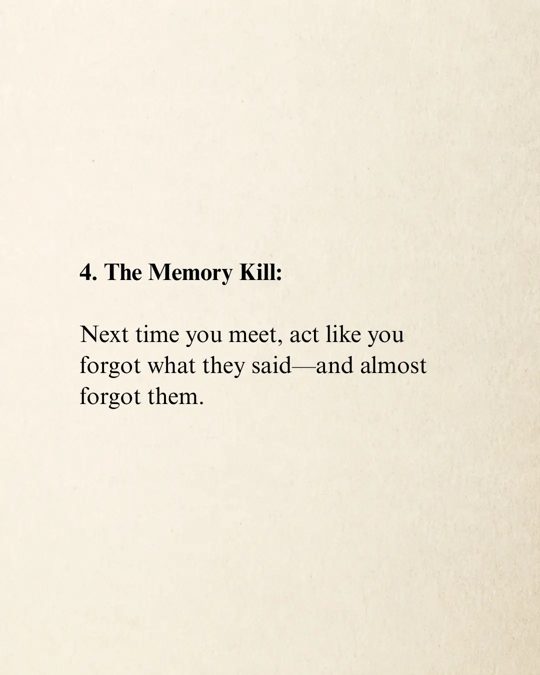 4. The Memory Kill:
Next time you meet, act like you
forgot what they said—and almost
forgot them.